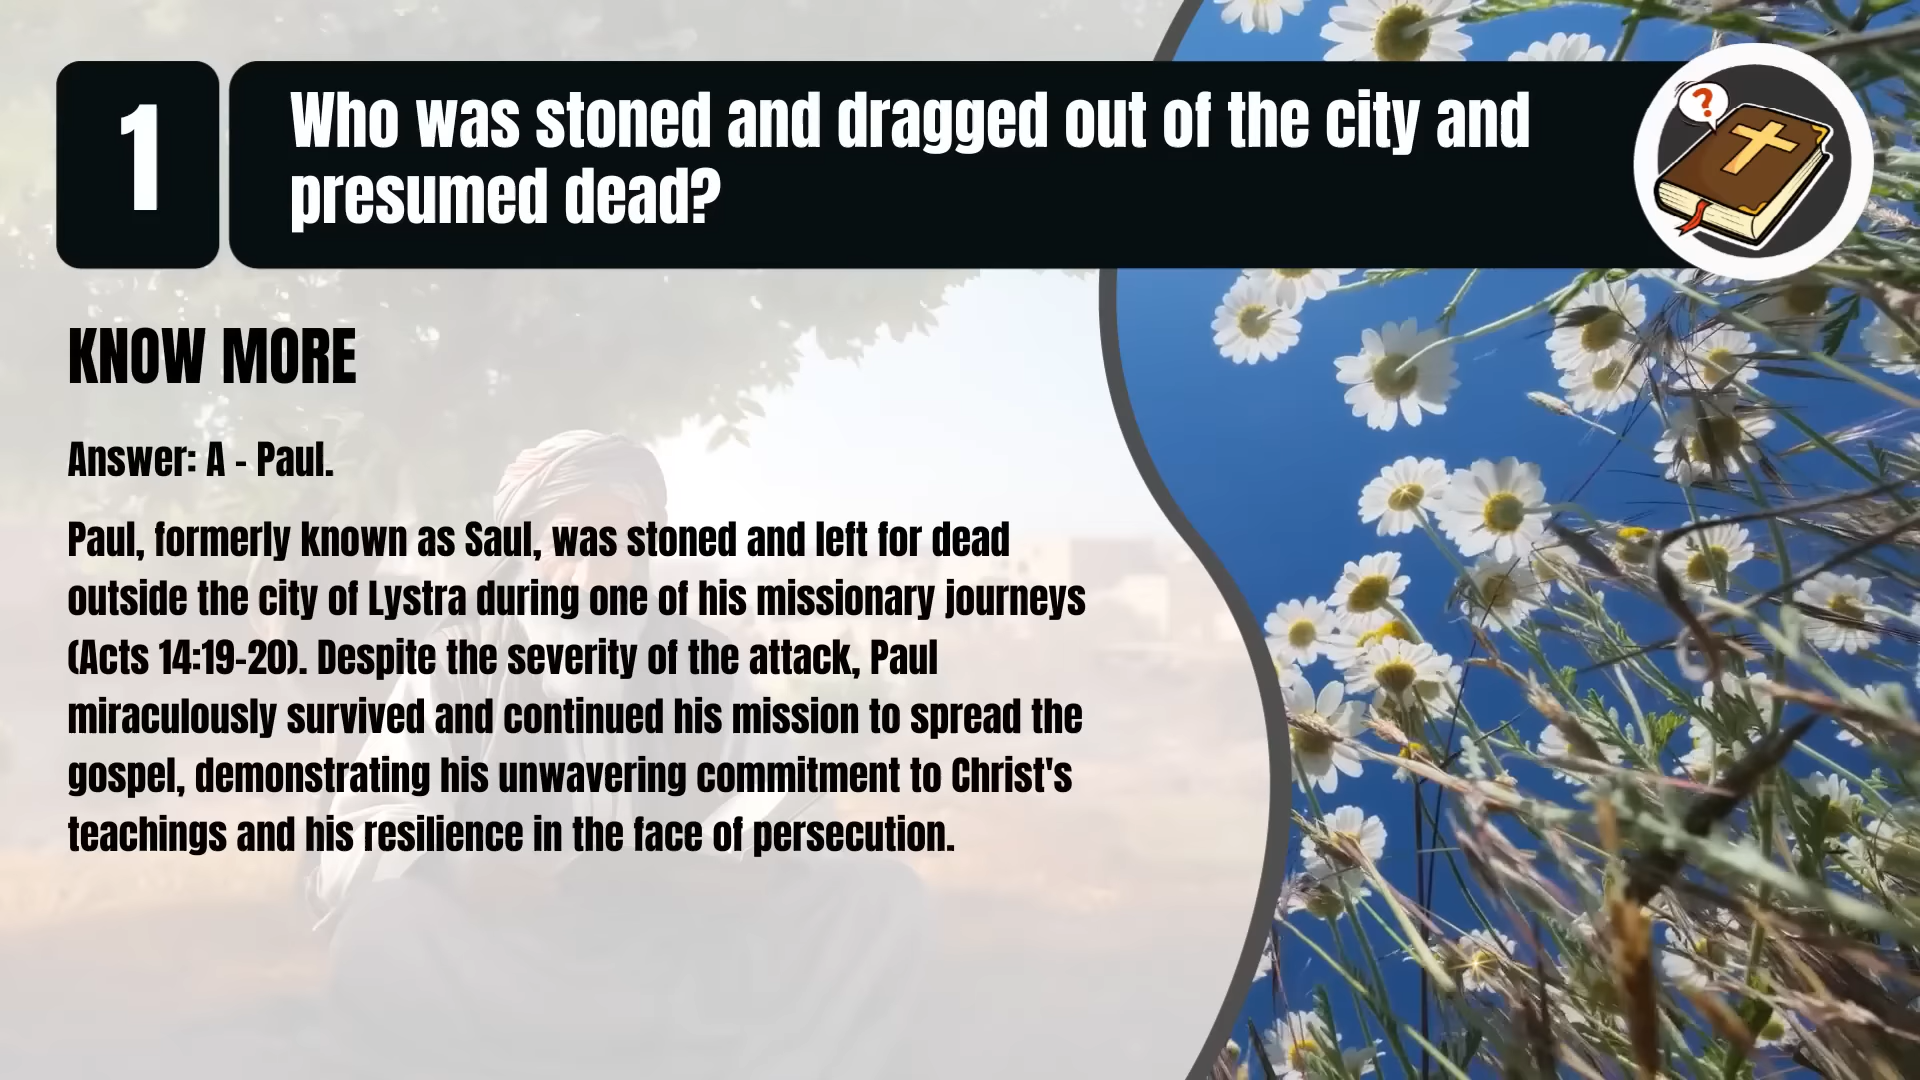 1
Who was stoned and dragged out of the city and
presumed dead?
?
KNOW MORE
Answer: A - Paul.
Paul, formerly known as Saul, was stoned and left for dead
outside the city of Lystra during one of his missionary journeys
(Acts 14:19-20). Despite the severity of the attack, Paul
miraculously survived and continued his mission to spread the
gospel, demonstrating his unwavering commitment to Christ's
teachings and his resilience in the face of persecution.